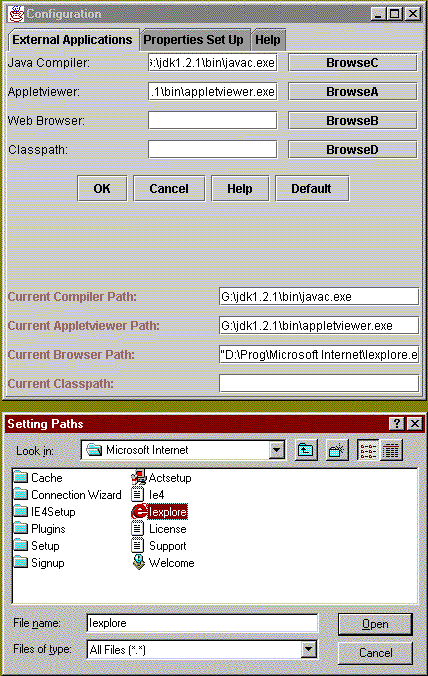 Configuration
External Applications Properties Set Up Help
Java Compiler: G:\jdk1.2.1\bin\javac.exe BrowseC
Appletviewer: .1\bin\appletviewer.exe BrowseA
Web Browser: BrowseB
Classpath: BrowseD
OK Cancel Help Default
Current Compiler Path: G:\jdk1.2.1\bin\javac.exe
Current Appletviewer Path: G:\jdk1.2.1\bin\appletviewer.exe
Current Browser Path: "D:\Prog\Microsoft Internet\Iexplore.e
Current Classpath:
Setting Paths
Look in: Microsoft Internet
Cache Actsetup
Connection Wizard Ie4
IE4Setup Iexplore
Plugins License
Setup Support
Signup Welcome
File name: Iexplore Open
Files of type: All Files (*.*) Cancel